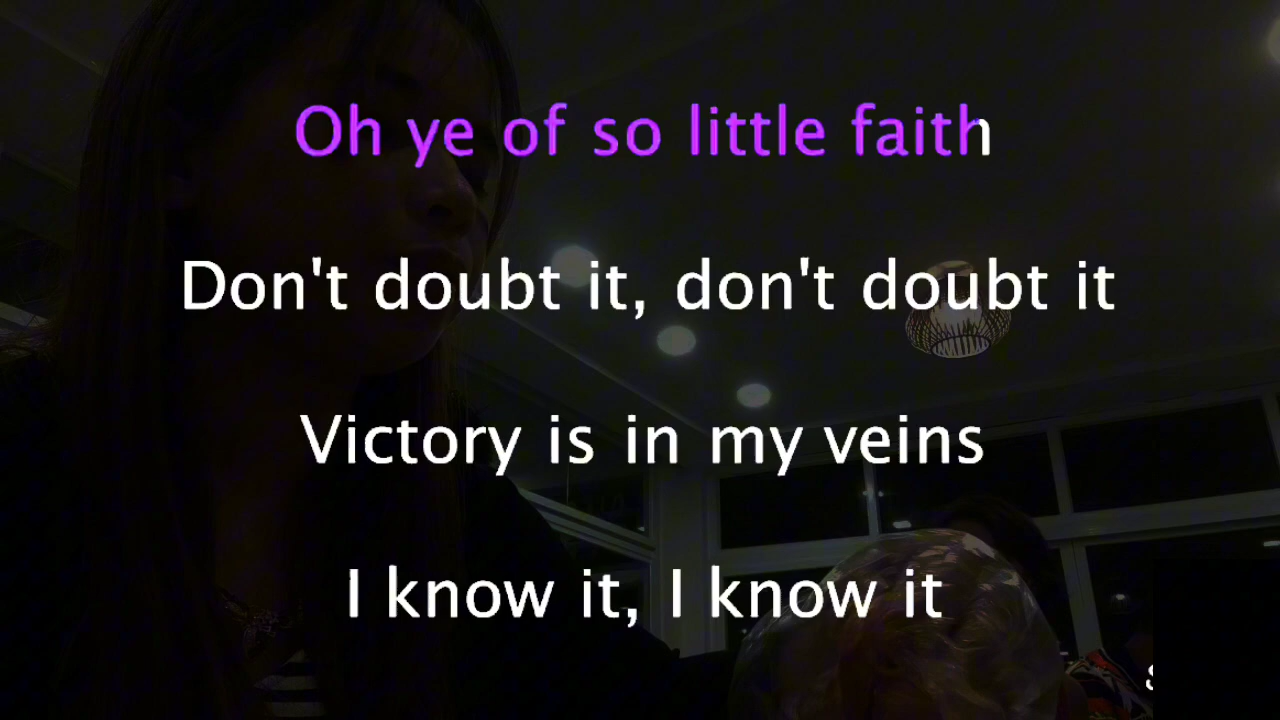 Oh ye of so little faith
Don't doubt it, don't doubt it
Victory is in my veins
I know it, I know it